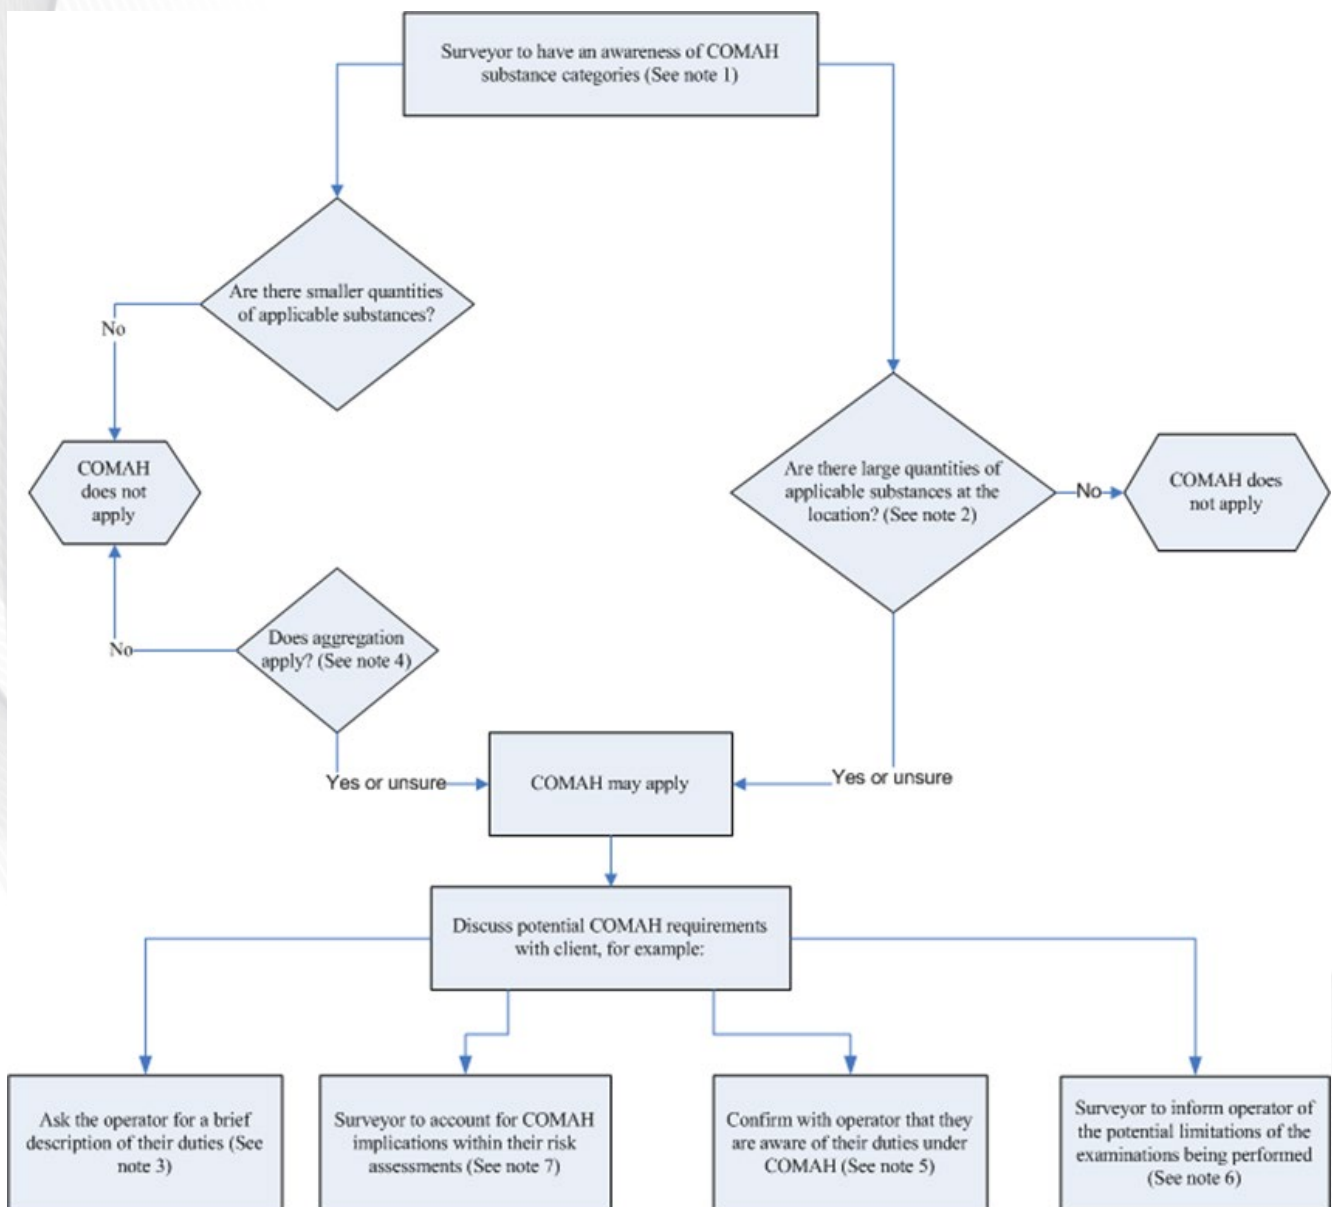 Surveyor to have an awareness of COMAH
substance categories (See note 1)
Are there smaller quantities
of applicable substances?
No
COMAH
does not
apply
Are there large quantities of
applicable substances at the
location? (See note 2)
No
COMAH does
not apply
Does aggregation
apply? (See note 4)
No
Yes or unsure
COMAH may apply
Yes or unsure
Discuss potential COMAH requirements
with client, for example:
Ask the operator for a brief
description of their duties (See
note 3)
Surveyor to account for COMAH
implications within their risk
assessments (See note 7)
Confirm with operator that they
are aware of their duties under
COMAH (See note 5)
Surveyor to inform operator of
the potential limitations of the
examinations being performed
(See note 6)